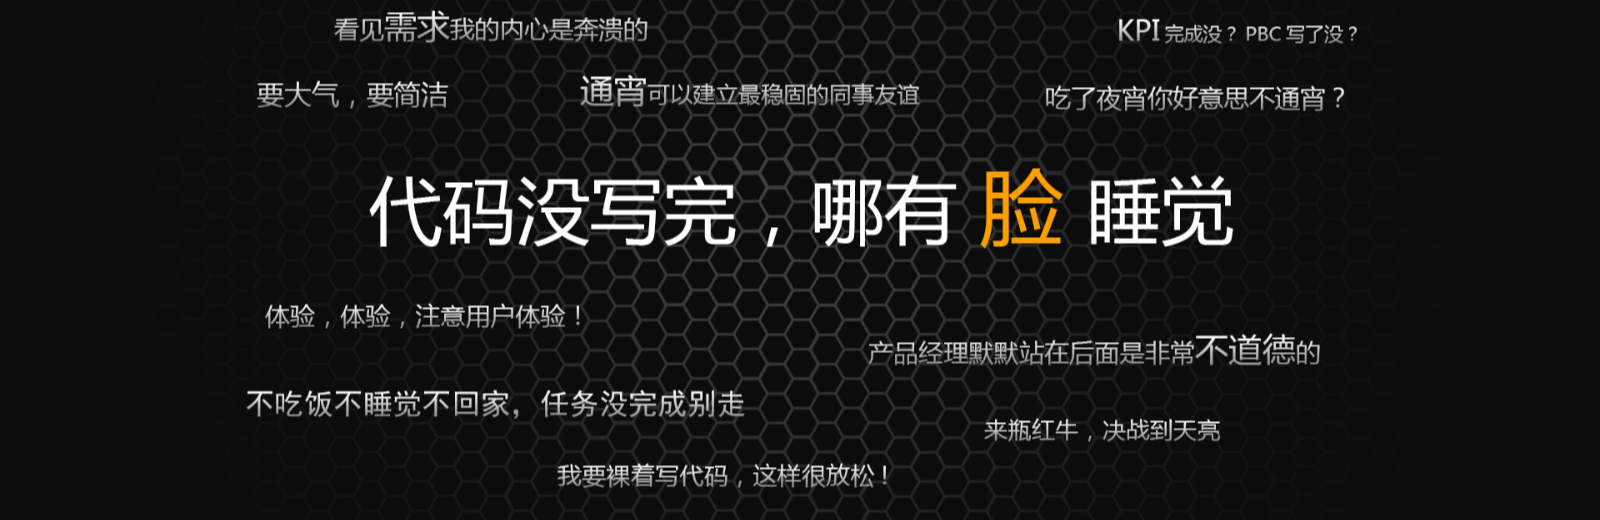 看见需求我的内心是奔溃的
KPI 完成没？ PBC 写了没？
要大气，要简洁
通宵可以建立最稳固的同事友谊
吃了夜宵你好意思不通宵？
代码没写完，哪有 脸 睡觉
体验，体验，注意用户体验！
产品经理默默站在后面是非常不道德的
不吃饭不睡觉不回家，任务没完成别走
来瓶红牛，决战到天亮
我要裸着写代码，这样很放松！